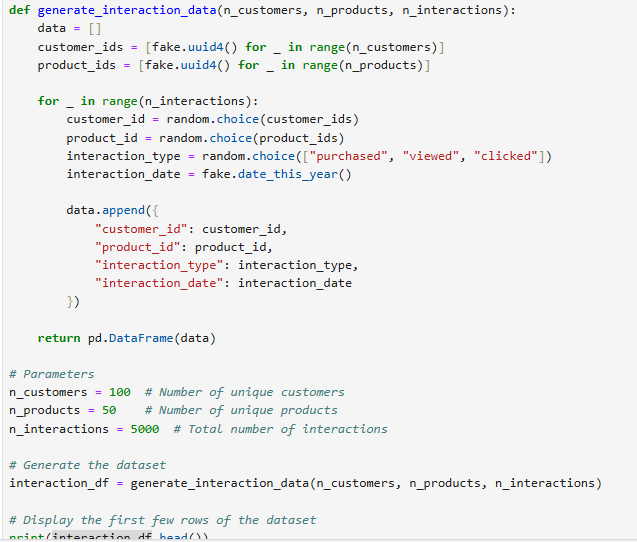 def generate_interaction_data(n_customers, n_products, n_interactions):
    data = []
    customer_ids = [fake.uuid4() for _ in range(n_customers)]
    product_ids = [fake.uuid4() for _ in range(n_products)]

    for _ in range(n_interactions):
        customer_id = random.choice(customer_ids)
        product_id = random.choice(product_ids)
        interaction_type = random.choice(["purchased", "viewed", "clicked"])
        interaction_date = fake.date_this_year()

        data.append({
            "customer_id": customer_id,
            "product_id": product_id,
            "interaction_type": interaction_type,
            "interaction_date": interaction_date
        })

    return pd.DataFrame(data)

# Parameters
n_customers = 100  # Number of unique customers
n_products = 50    # Number of unique products
n_interactions = 5000  # Total number of interactions

# Generate the dataset
interaction_df = generate_interaction_data(n_customers, n_products, n_interactions)

# Display the first few rows of the dataset
print(interaction_df.head())